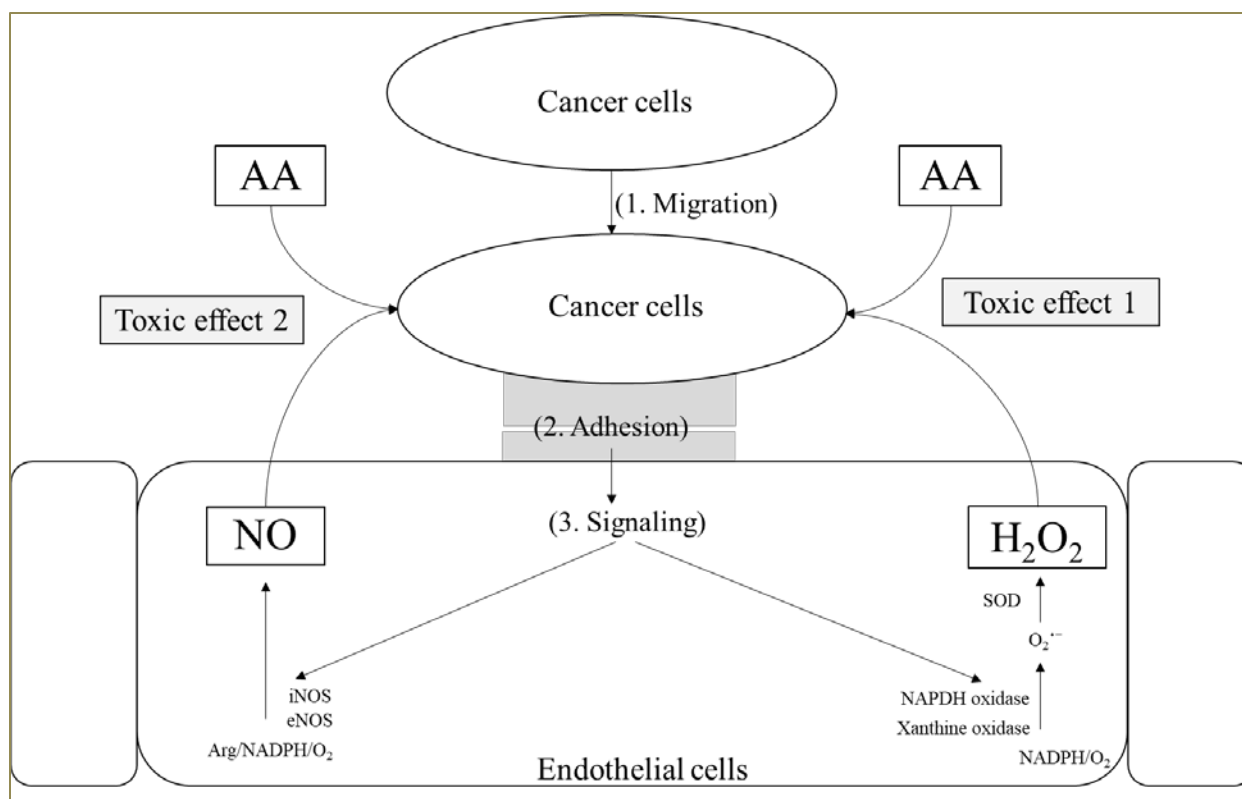 Cancer cells
AA
AA
(1. Migration)
Cancer cells
Toxic effect 2
Toxic effect 1
(2. Adhesion)
(3. Signaling)
NO
H₂O₂
SOD
O₂˙⁻
iNOS
eNOS
Arg/NADPH/O₂
NAPDH oxidase
Xanthine oxidase
NADPH/O₂
Endothelial cells